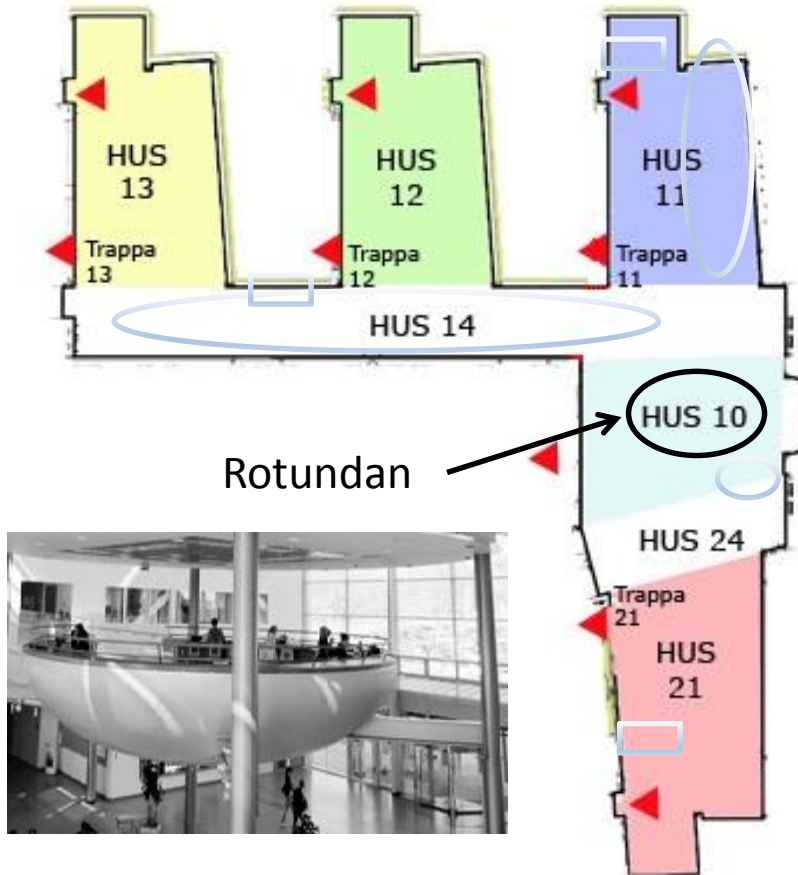 HUS
13
HUS
12
HUS
11
Trappa
13
Trappa
12
Trappa
11
HUS 14
HUS 10
Rotundan
HUS 24
Trappa
21
HUS
21